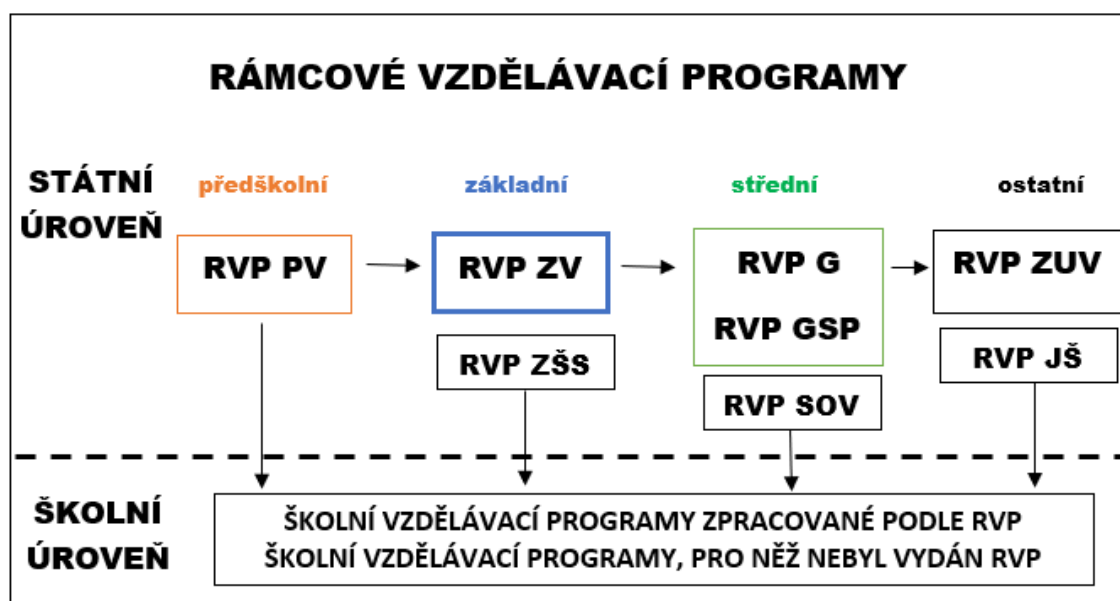 RÁMCOVÉ VZDĚLÁVACÍ PROGRAMY
STÁTNÍ
ÚROVEŇ
předškolní
základní
střední
ostatní
RVP PV
RVP ZV
RVP G
RVP GSP
RVP ZUV
RVP ZŠS
RVP SOV
RVP JŠ
ŠKOLNÍ
ÚROVEŇ
ŠKOLNÍ VZDĚLÁVACÍ PROGRAMY ZPRACOVANÉ PODLE RVP
ŠKOLNÍ VZDĚLÁVACÍ PROGRAMY, PRO NĚŽ NEBYL VYDÁN RVP